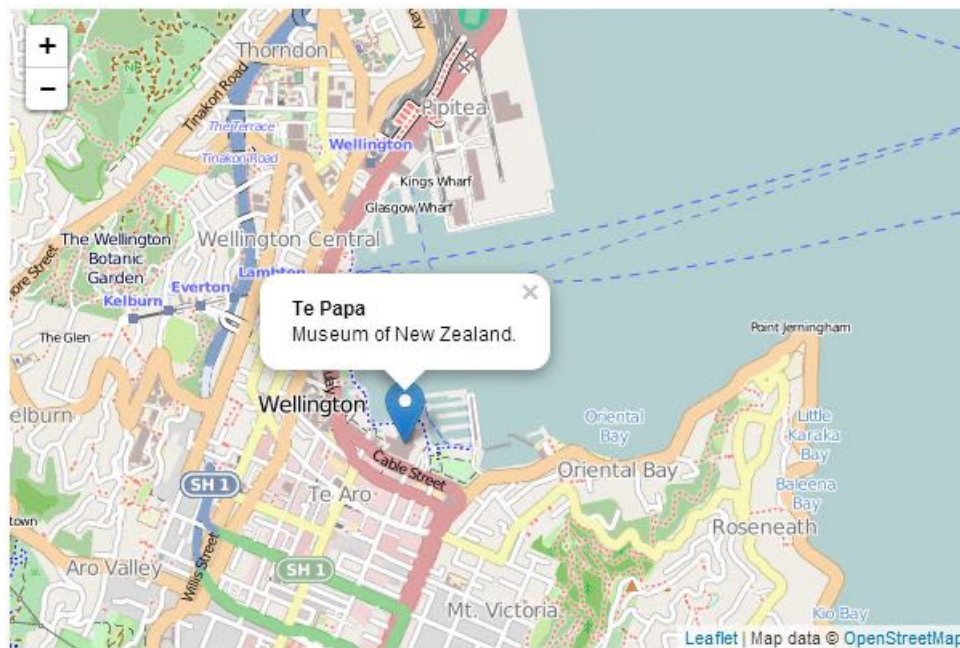 +
−
Thorndon
Tinakori Road
The Terrace
Tinakori Road
Wellington
Pipitea
Kings Wharf
Glasgow Wharf
Wellington Central
The Wellington
Botanic
Garden
Lambton
Everton
Kelburn
The Glen
Te Papa
Museum of New Zealand.
×
Point Jerningham
elburn
Wellington
Oriental
Bay
Little
Karaka
Bay
Cable Street
Oriental Bay
SH 1
Te Aro
Baleena
Bay
Roseneath
town
Aro Valley
Willis Street
SH 1
Mt. Victoria
Kio Bay
Leaflet | Map data © OpenStreetMap